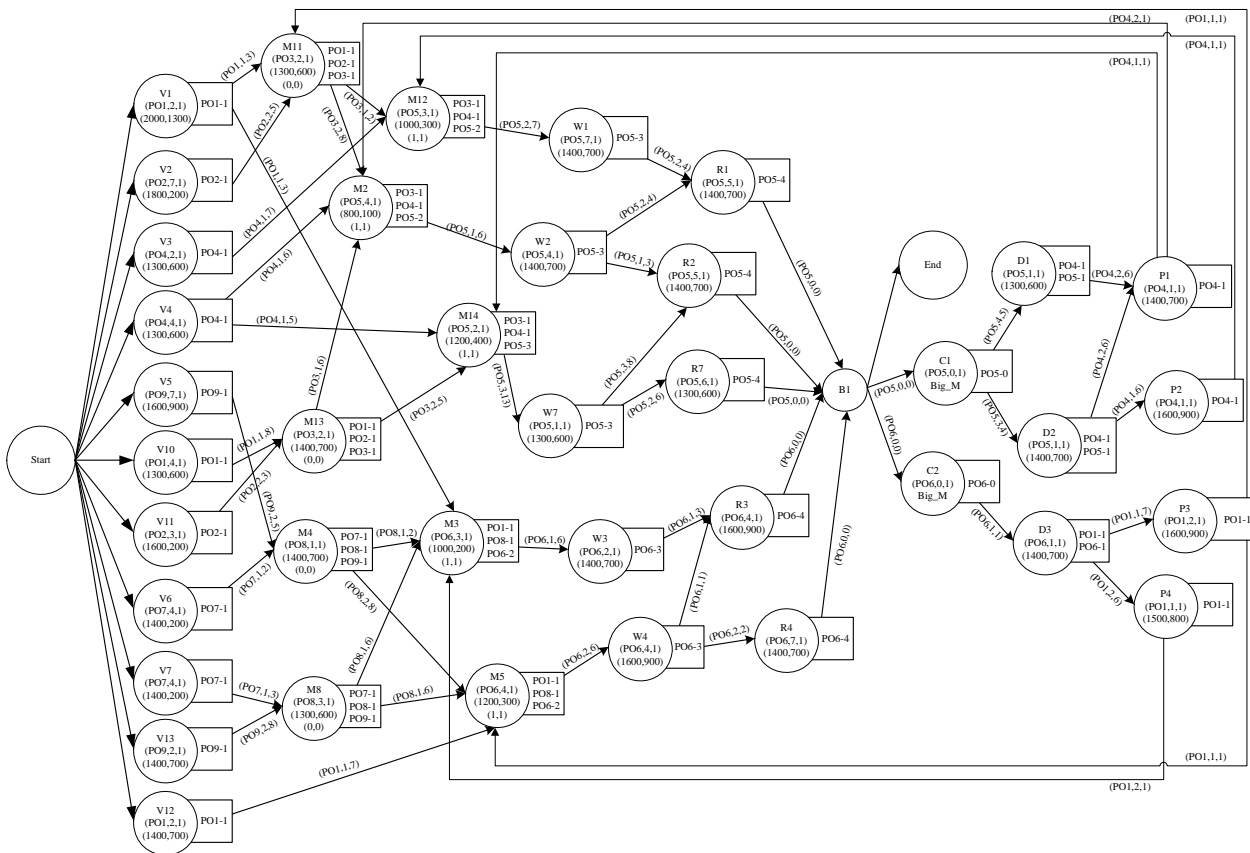 Start
V1
(PO1,2,1)
(2000,1300)
PO1-1
V2
(PO2,7,1)
(1800,200)
PO2-1
V3
(PO4,2,1)
(1300,600)
PO4-1
V4
(PO4,4,1)
(1300,600)
PO4-1
V5
(PO9,7,1)
(1600,900)
PO9-1
V10
(PO1,4,1)
(1300,600)
PO1-1
V11
(PO2,3,1)
(1600,200)
PO2-1
V6
(PO7,4,1)
(1400,200)
PO7-1
V7
(PO7,4,1)
(1400,200)
PO7-1
V13
(PO9,2,1)
(1400,700)
PO9-1
V12
(PO1,2,1)
(1400,700)
PO1-1
(PO1,1,3)
(PO2,2,5)
(PO1,1,3)
(PO4,1,7)
(PO4,1,6)
(PO4,1,5)
(PO9,2,5)
(PO1,1,8)
(PO2,2,3)
(PO7,1,2)
(PO7,1,3)
(PO9,2,8)
(PO1,1,7)
M11
(PO3,2,1)
(1300,600)
(0,0)
PO1-1
PO2-1
PO3-1
M13
(PO3,2,1)
(1400,700)
(0,0)
PO1-1
PO2-1
PO3-1
M4
(PO8,1,1)
(1400,700)
(0,0)
PO7-1
PO8-1
PO9-1
M8
(PO8,3,1)
(1300,600)
(0,0)
PO7-1
PO8-1
PO9-1
(PO3,1,2)
(PO3,2,8)
(PO3,1,6)
(PO3,2,5)
(PO8,1,2)
(PO8,2,8)
(PO8,1,6)
(PO8,1,6)
M12
(PO5,3,1)
(1000,300)
(1,1)
PO3-1
PO4-1
PO5-2
M2
(PO5,4,1)
(800,100)
(1,1)
PO3-1
PO4-1
PO5-2
M14
(PO5,2,1)
(1200,400)
(1,1)
PO3-1
PO4-1
PO5-3
M3
(PO6,3,1)
(1000,200)
(1,1)
PO1-1
PO8-1
PO6-2
M5
(PO6,4,1)
(1200,300)
(1,1)
PO1-1
PO8-1
PO6-2
(PO5,2,7)
(PO5,1,6)
(PO5,3,13)
(PO6,1,6)
(PO6,2,6)
W1
(PO5,7,1)
(1400,700)
PO5-3
W2
(PO5,4,1)
(1400,700)
PO5-3
W7
(PO5,1,1)
(1300,600)
PO5-3
W3
(PO6,2,1)
(1400,700)
PO6-3
W4
(PO6,4,1)
(1600,900)
PO6-3
(PO5,2,4)
(PO5,2,4)
(PO5,1,3)
(PO5,3,8)
(PO5,2,6)
(PO6,1,3)
(PO6,1,1)
(PO6,2,2)
R1
(PO5,5,1)
(1400,700)
PO5-4
R2
(PO5,5,1)
(1400,700)
PO5-4
R7
(PO5,6,1)
(1300,600)
PO5-4
R3
(PO6,4,1)
(1600,900)
PO6-4
R4
(PO6,7,1)
(1400,700)
PO6-4
(PO5,0,0)
(PO5,0,0)
(PO5,0,0)
(PO6,0,0)
(PO6,0,0)
B1
End
(PO5,0,0)
(PO6,0,0)
C1
(PO5,0,1)
Big_M
PO5-0
C2
(PO6,0,1)
Big_M
PO6-0
(PO5,4,5)
(PO5,3,4)
(PO6,1,1)
D1
(PO5,1,1)
(1300,600)
PO4-1
PO5-1
D2
(PO5,1,1)
(1400,700)
PO4-1
PO5-1
D3
(PO6,1,1)
(1400,700)
PO1-1
PO6-1
(PO4,2,6)
(PO4,2,6)
(PO4,1,6)
(PO1,1,7)
(PO1,2,6)
P1
(PO4,1,1)
(1400,700)
PO4-1
P2
(PO4,1,1)
(1600,900)
PO4-1
P3
(PO1,2,1)
(1600,900)
PO1-1
P4
(PO1,1,1)
(1500,800)
PO1-1
(PO4,2,1)
(PO1,1,1)
(PO4,1,1)
(PO4,1,1)
(PO1,1,1)
(PO1,2,1)